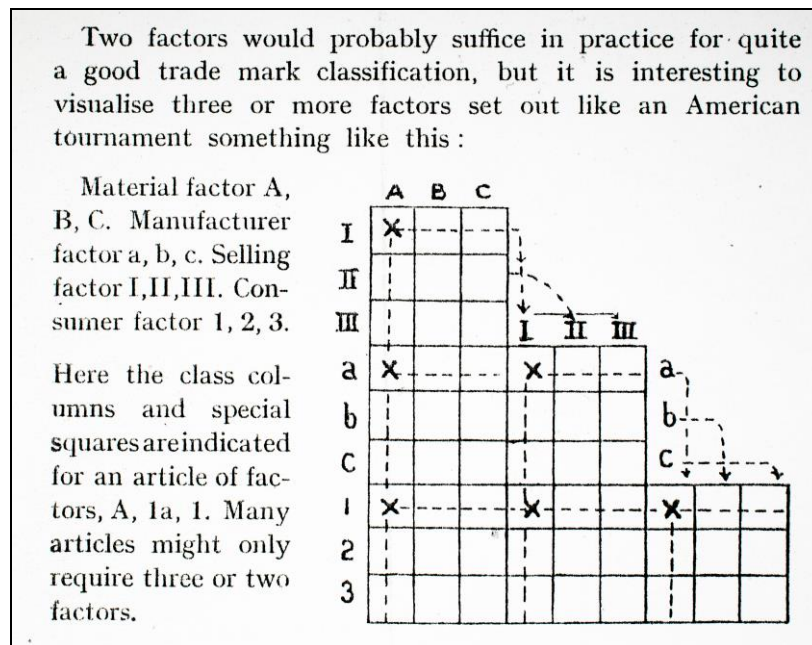 Two factors would probably suffice in practice for quite
a good trade mark classification, but it is interesting to
visualise three or more factors set out like an American
tournament something like this :
Material factor A,
B, C. Manufacturer
factor a, b, c. Selling
factor I,II,III. Con-
sumer factor 1, 2, 3.
Here the class col-
umns and special
squares are indicated
for an article of fac-
tors, A, 1a, 1. Many
articles might only
require three or two
factors.
A B C
I
II
III
I II III
a
a
b
b
C
c
1
2
3